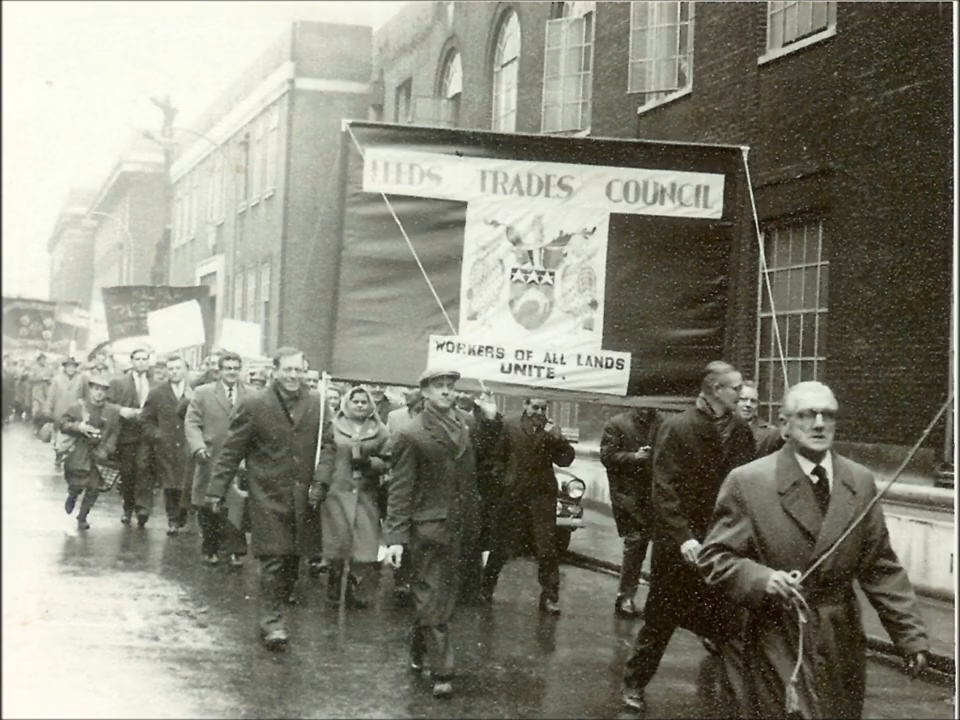 LEEDS TRADES COUNCIL
WORKERS OF ALL LANDS
UNITE.